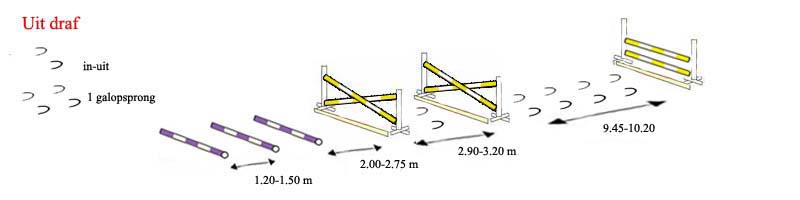 Uit draf
in-uit
1 galopsprong
1.20-1.50 m
2.00-2.75 m
2.90-3.20 m
9.45-10.20